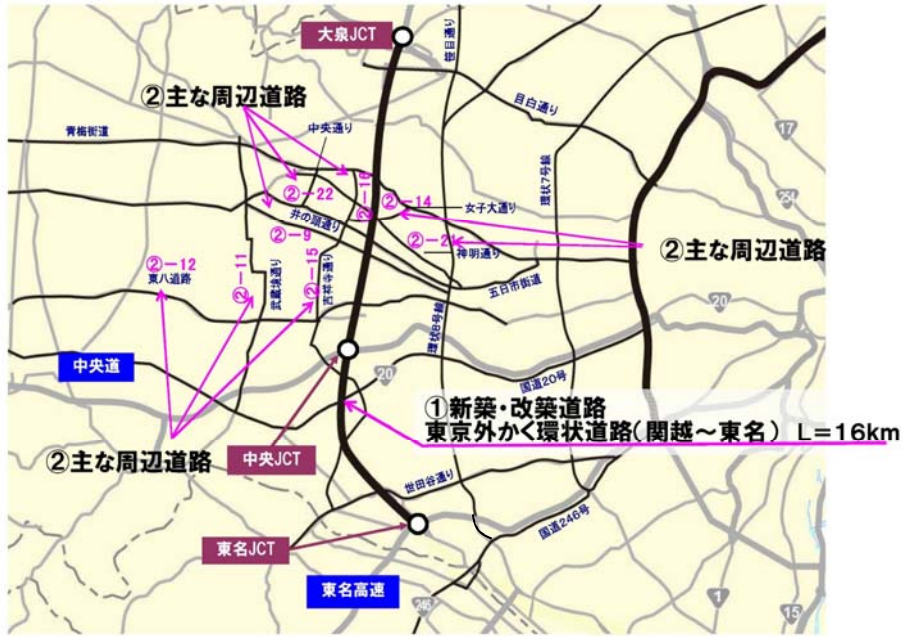 大泉JCT
笹目通り
目白通り
②主な周辺道路
青梅街道
中央通り
17
環状7号線
②-16
②-22
②-14
女子大通り
254
井の頭通り
②-9
②-21
神明通り
②主な周辺道路
②-12
東八道路
②-11
武蔵境通り
②-15
吉祥寺通り
五日市街道
環状8号線
20
中央道
20
国道20号
①新築・改築道路
東京外かく環状道路(関越~東名) L=16km
②主な周辺道路
中央JCT
世田谷通り
国道246号
東名JCT
東名高速
246
1
15